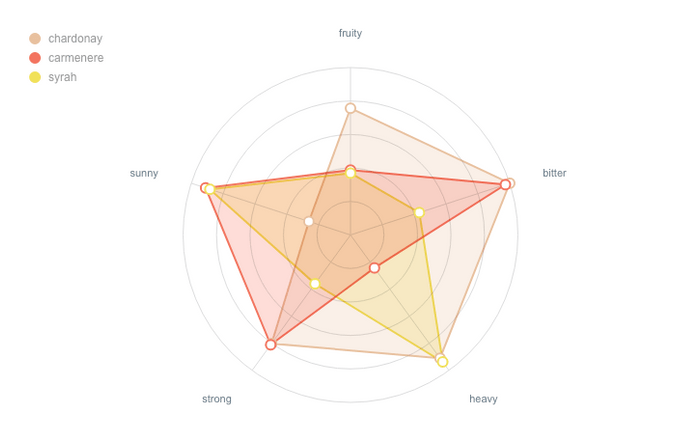 fruity
chardonay
carmenere
syrah
sunny
bitter
strong
heavy